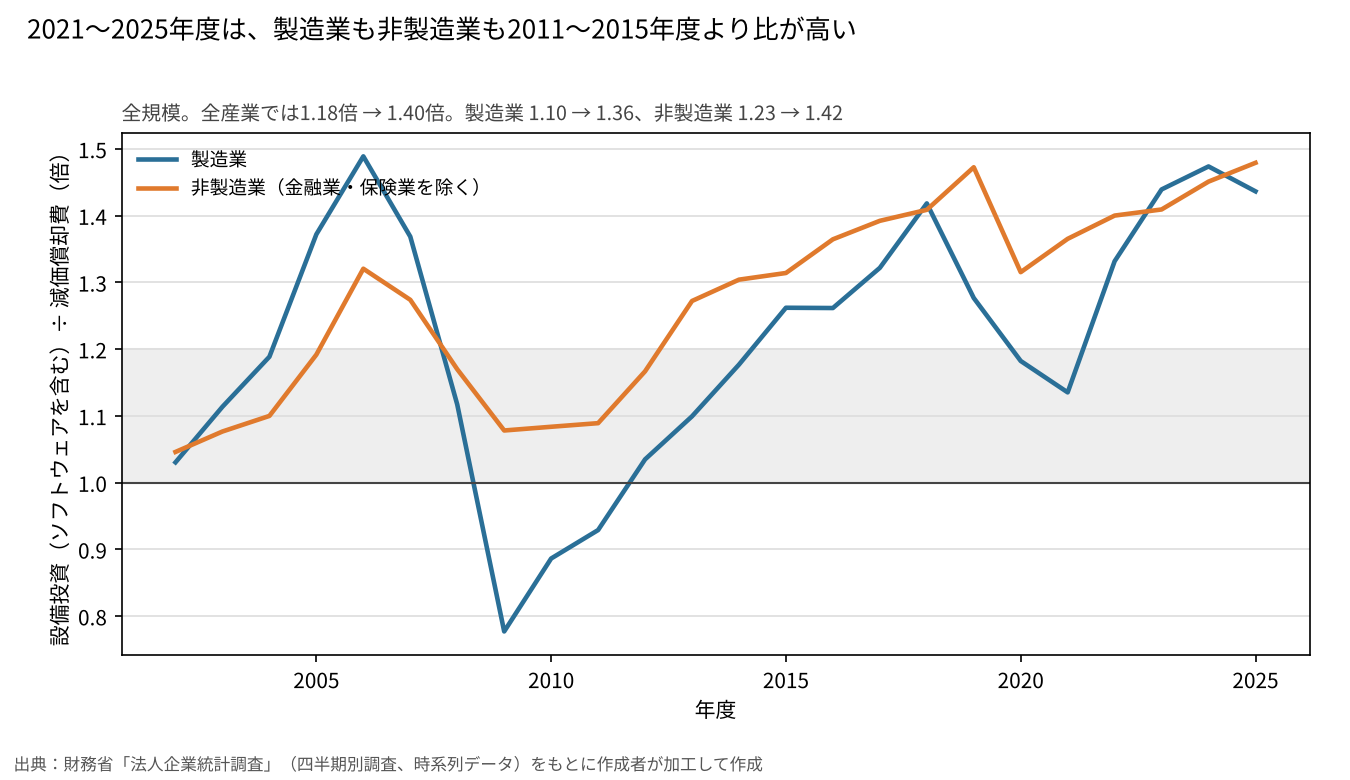 2021～2025年度は、製造業も非製造業も2011～2015年度より比が高い
全規模。全産業では1.18倍 → 1.40倍。製造業 1.10 → 1.36、非製造業 1.23 → 1.42
設備投資（ソフトウェアを含む）÷ 減価償却費（倍）
1.5
1.4
1.3
1.2
1.1
1.0
0.9
0.8
製造業
非製造業（金融業・保険業を除く）
2005
2010
2015
2020
2025
年度
出典：財務省「法人企業統計調査」（四半期別調査、時系列データ）をもとに作成者が加工して作成